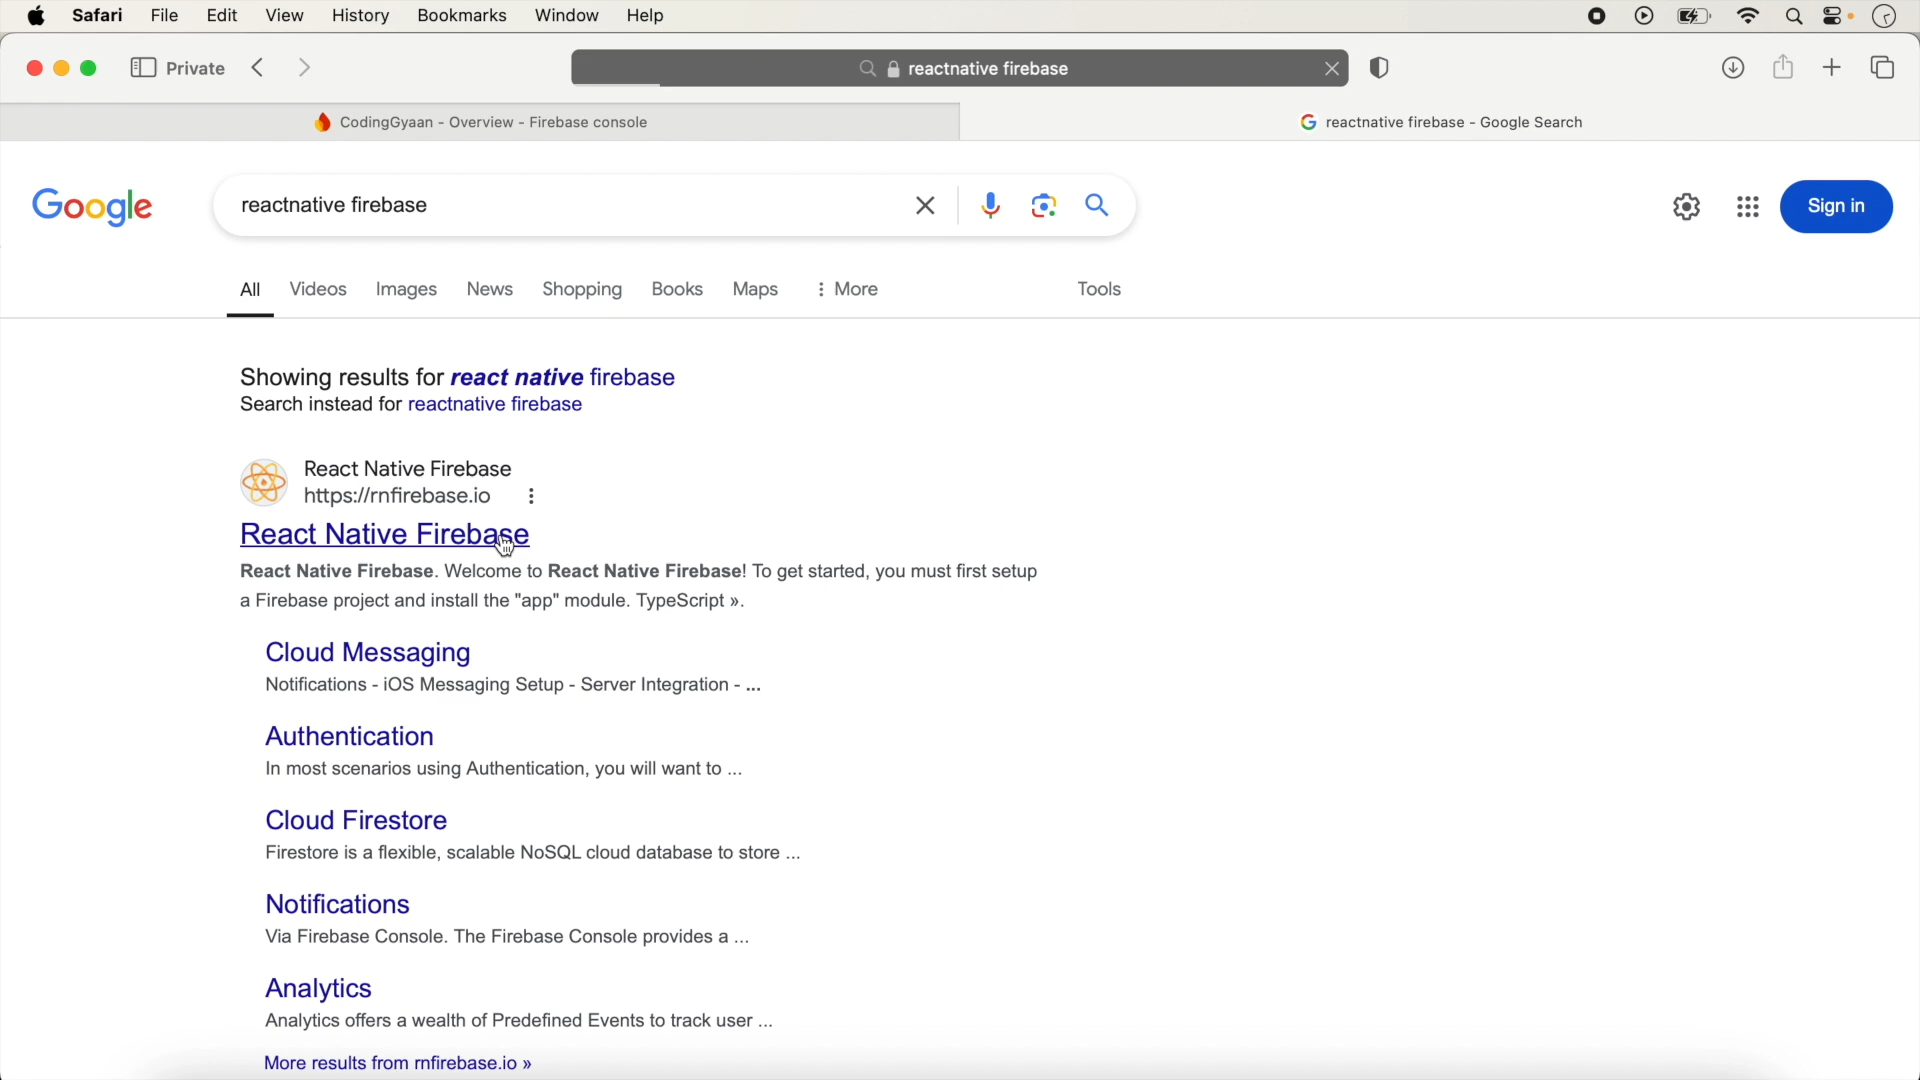 Safari File Edit View History Bookmarks Window Help
Private reactnative firebase
CodingGyaan - Overview - Firebase console reactnative firebase - Google Search
Google reactnative firebase Sign in
All Videos Images News Shopping Books Maps More Tools
Showing results for react native firebase
Search instead for reactnative firebase
React Native Firebase
https://rnfirebase.io
React Native Firebase
React Native Firebase. Welcome to React Native Firebase! To get started, you must first setup
a Firebase project and install the "app" module. TypeScript ».
Cloud Messaging
Notifications - iOS Messaging Setup - Server Integration - ...
Authentication
In most scenarios using Authentication, you will want to ...
Cloud Firestore
Firestore is a flexible, scalable NoSQL cloud database to store ...
Notifications
Via Firebase Console. The Firebase Console provides a ...
Analytics
Analytics offers a wealth of Predefined Events to track user ...
More results from rnfirebase.io »